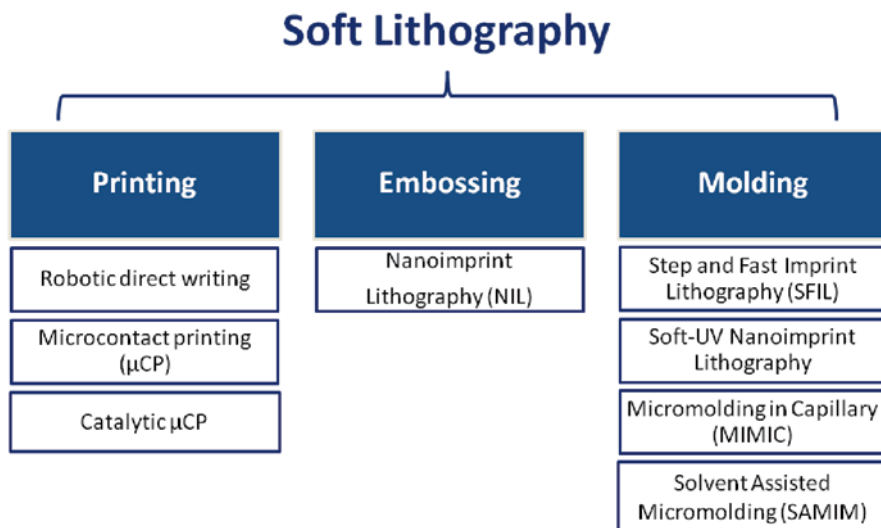 Soft Lithography
Printing
Robotic direct writing
Microcontact printing
(µCP)
Catalytic µCP
Embossing
Nanoimprint
Lithography (NIL)
Molding
Step and Fast Imprint
Lithography (SFIL)
Soft-UV Nanoimprint
Lithography
Micromolding in Capillary
(MIMIC)
Solvent Assisted
Micromolding (SAMIM)